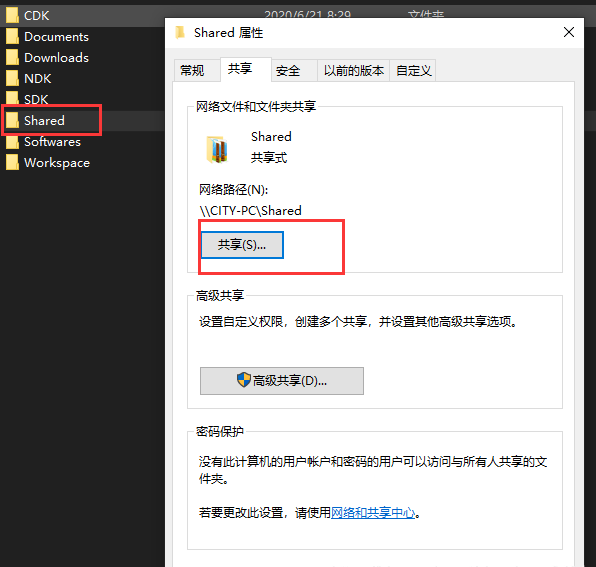 CDK
2020/6/21 8:29
文件夹
Documents
Downloads
NDK
SDK
Shared
Softwares
Workspace
Shared 属性
常规
共享
安全
以前的版本
自定义
网络文件和文件夹共享
Shared
共享式
网络路径(N):
\\CITY-PC\Shared
共享(S)...
高级共享
设置自定义权限，创建多个共享，并设置其他高级共享选项。
高级共享(D)...
密码保护
没有此计算机的用户帐户和密码的用户可以访问与所有人共享的文
件夹。
若要更改此设置，请使用网络和共享中心。